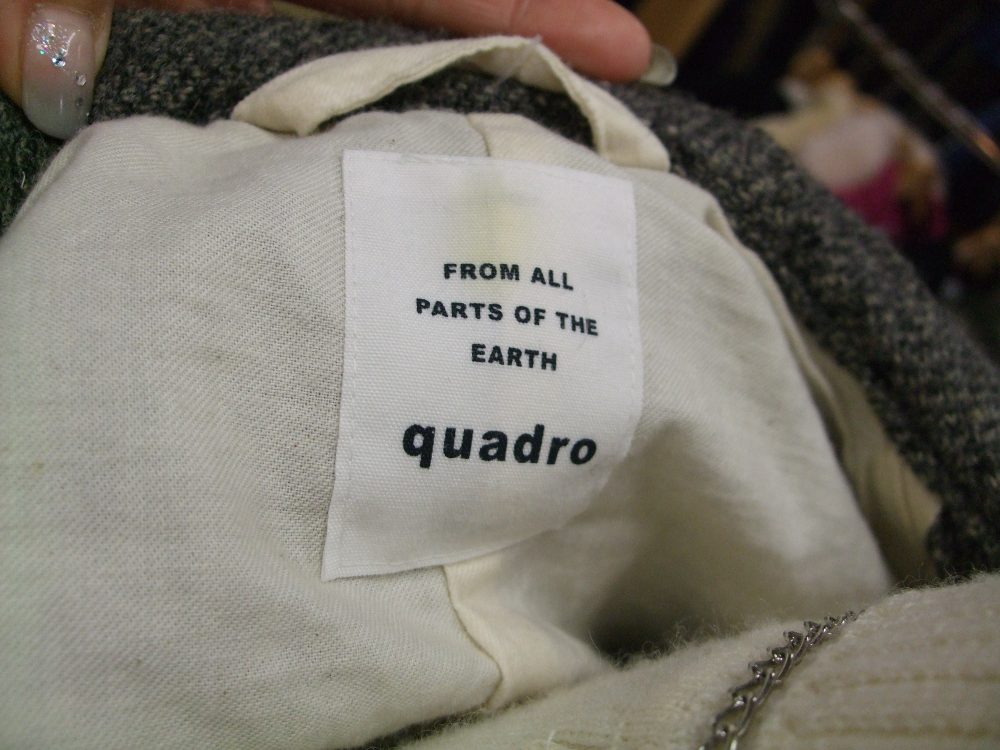 FROM ALL
PARTS OF THE
EARTH
quadro